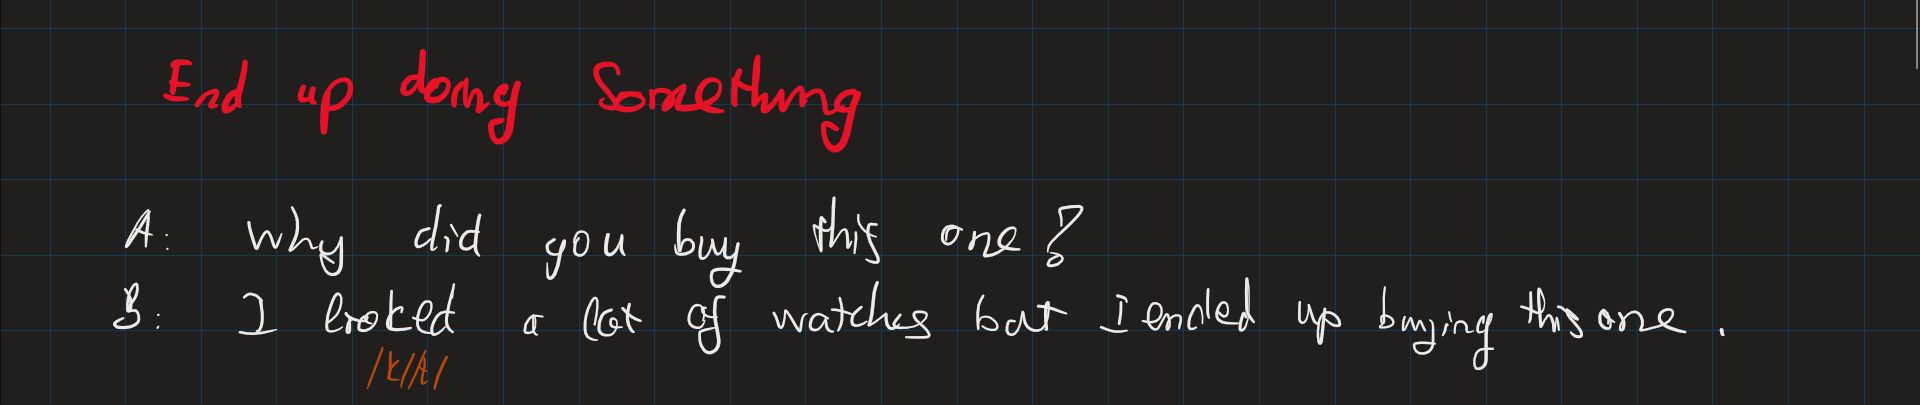 End up doing Something
A: Why did you buy this one?
B: I looked a lot of watches but I ended up buying this one.
/k//t/